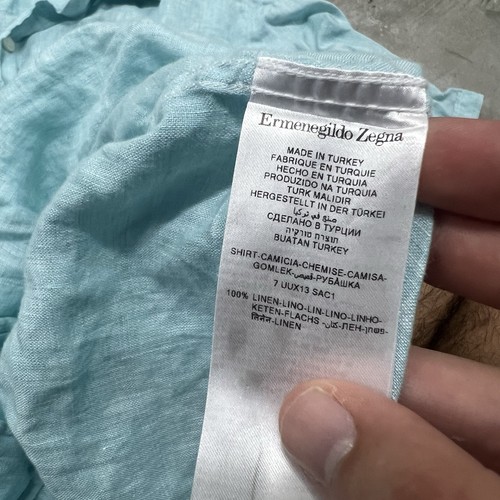 Ermenegildo Zegna
MADE IN TURKEY
FABRIQUE EN TURQUIE
HECHO EN TURQUIA
PRODUZIDO NA TURQUIA
TURK MALIDIR
HERGESTELLT IN DER TÜRKEI
صنع في تركيا
СДЕЛАНО В ТУРЦИИ
תוצרת טורקיה
BUATAN TURKEY
SHIRT-CAMICIA-CHEMISE-CAMISA-
GOMLEK-قميص-РУБАШКА
7 UUX13 SAC1
100% LINEN-LINO-LIN-LINO-LINHO-
KETEN-FLACHS -كتان-ЛЕН-פשתן-
लिनेन-LINEN